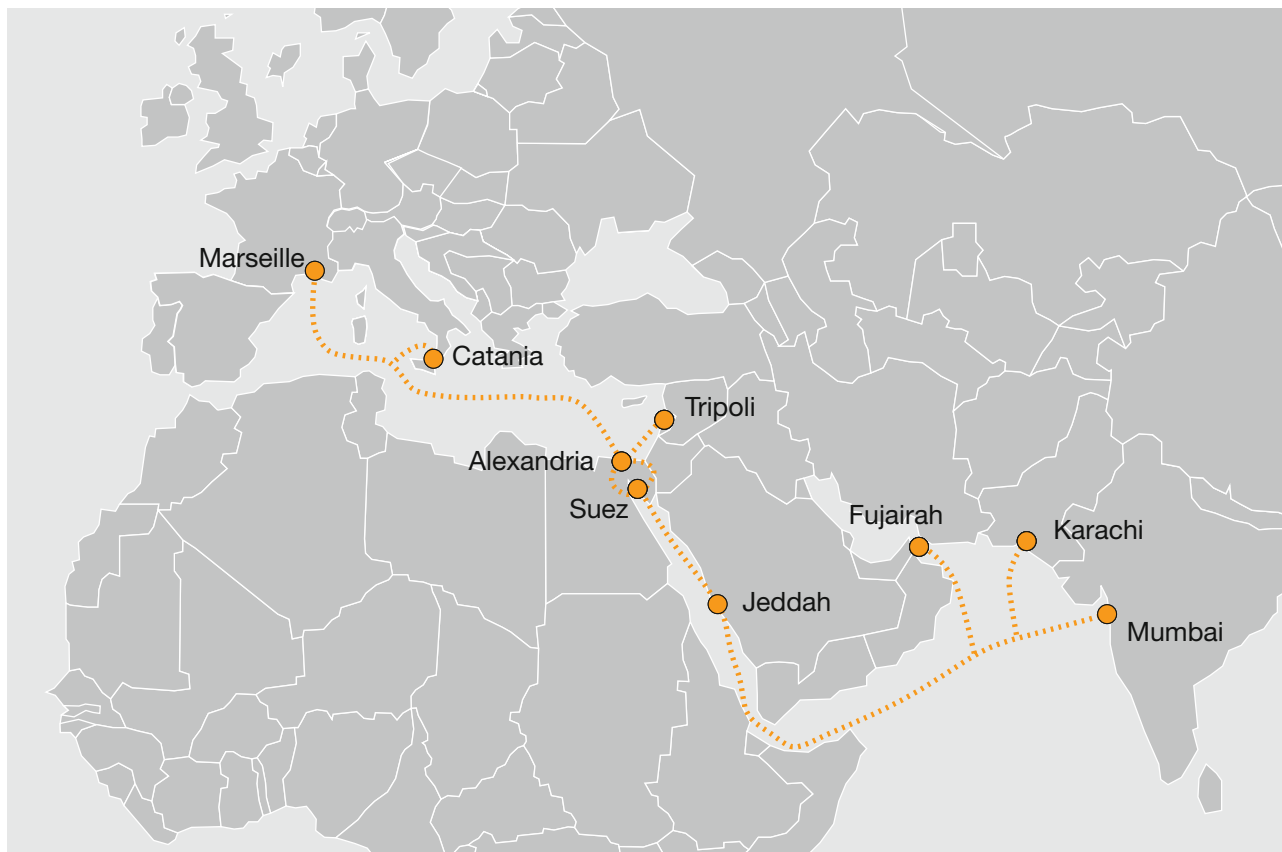 Marseille
Catania
Tripoli
Alexandria
Suez
Fujairah
Karachi
Jeddah
Mumbai